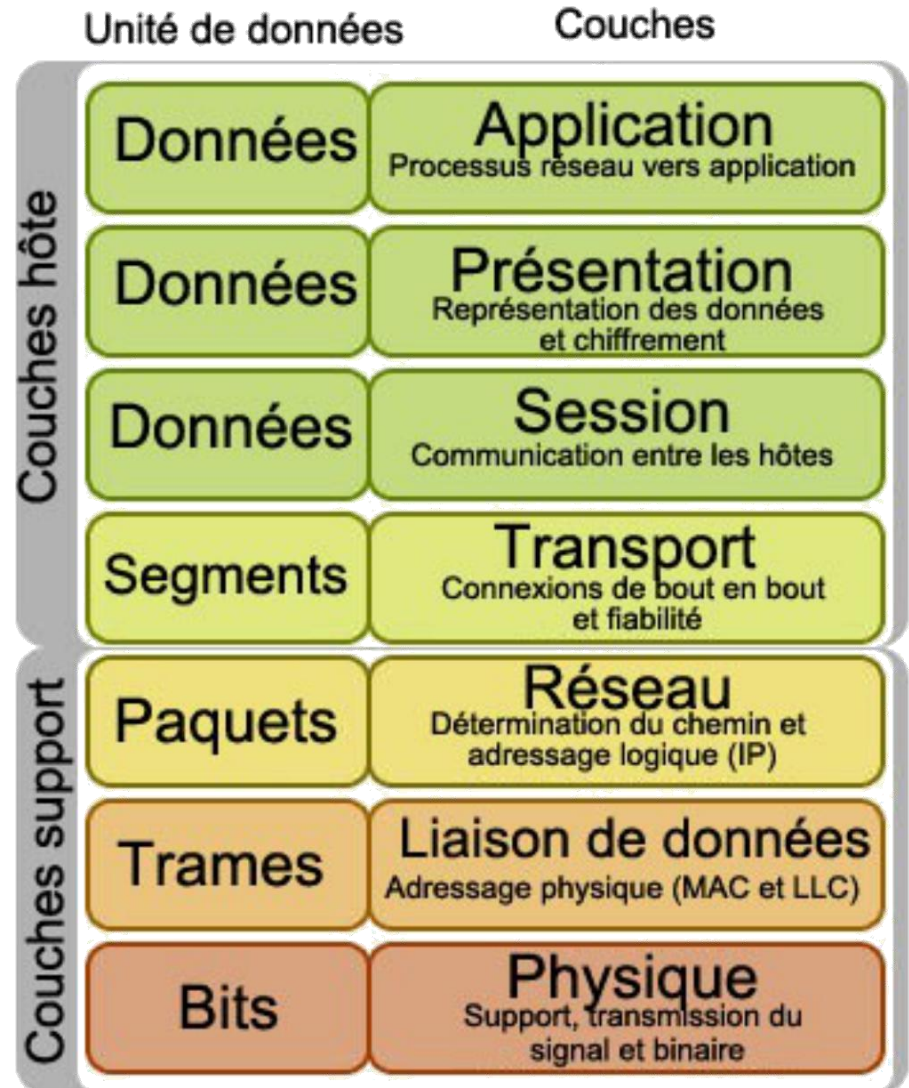 Unité de données
Couches
Couches hôte
Données
Application
Processus réseau vers application
Données
Présentation
Représentation des données
et chiffrement
Données
Session
Communication entre les hôtes
Segments
Transport
Connexions de bout en bout
et fiabilité
Couches support
Paquets
Réseau
Détermination du chemin et
adressage logique (IP)
Trames
Liaison de données
Adressage physique (MAC et LLC)
Bits
Physique
Support, transmission du
signal et binaire